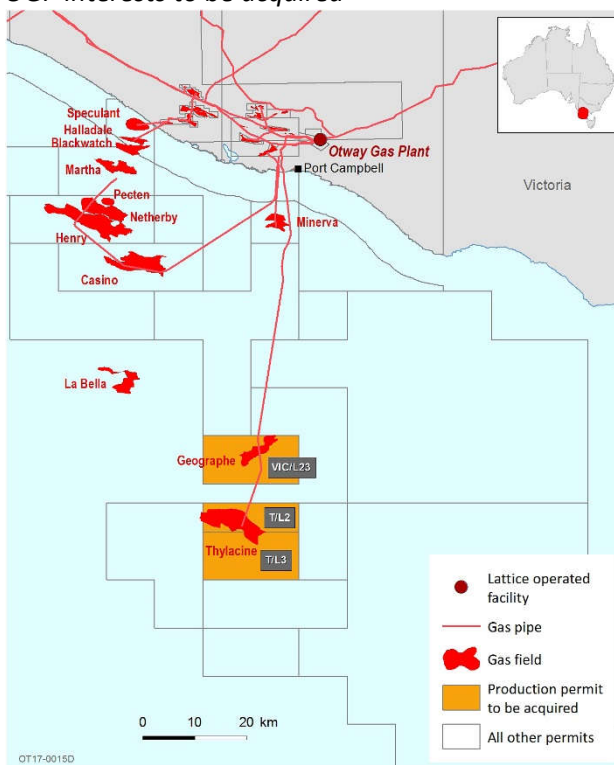 Speculant
Halladale
Blackwatch
Martha
Pecten
Netherby
Henry
Casino
Otway Gas Plant
Port Campbell
Victoria
Minerva
La Bella
Geographe
VIC/L23
T/L2
Thylacine
T/L3
Lattice operated
facility
Gas pipe
Gas field
Production permit
to be acquired
All other permits
0 10 20 km
OT17-0015D